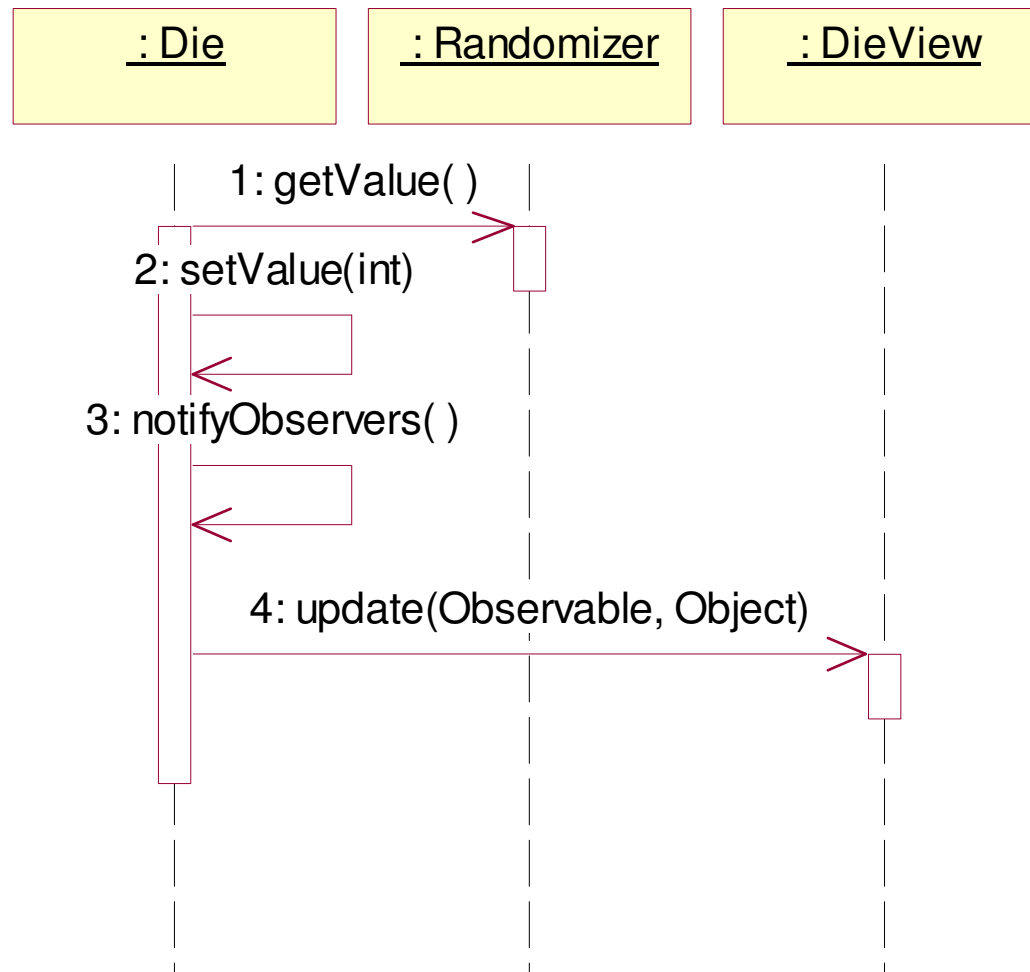 : Die
: Randomizer
: DieView
1: getValue( )
2: setValue(int)
3: notifyObservers( )
4: update(Observable, Object)